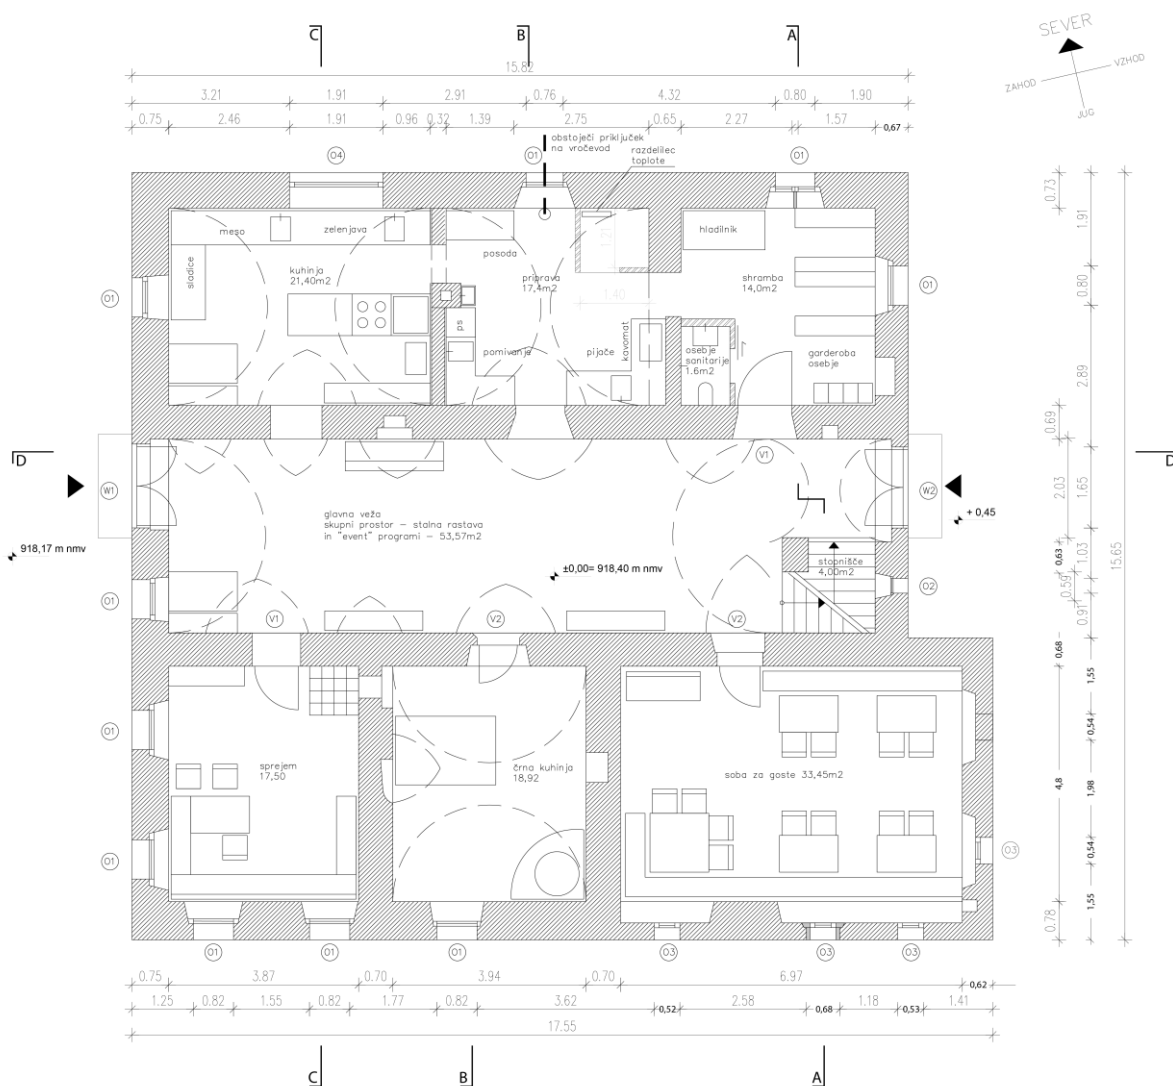 C
B
A
SEVER
ZAHOD
VZHOD
JUG
15.82
3.21 1.91 2.91 0.76 4.32 0.80 1.90
0.75 2.46 1.91 0.96 0.32 1.39 2.75 0.65 2.27 1.57 0,67
obstoječi priključek
na vročevod
razdelilec
toplote
O4
O1
O1
meso
zelenjava
sladice
kuhinja
21,40m2
posoda
priprava
17,4m2
1.21
1.40
ps
pomivanje
pijače
kavomat
hladilnik
shramba
14,0m2
osebje
sanitarije
1.6m2
garderoba
osebje
O1
O1
0.73
1.91
0.80
2.89
0.69
2.03
1.65
0,63
1.03
0.59
0.91
15.65
D
D
W1
W2
V1
+ 0,45
918,17 m nmv
glavna veža
skupni prostor – stalna rastava
in "event" programi – 53,57m2
±0,00= 918,40 m nmv
stopnišče
4,00m2
O1
O2
V1
V2
V2
0,68
1,55
0,54
4,8
1,98
0,54
1,55
0.78
O1
O1
sprejem
17,50
črna kuhinja
18,92
soba za goste 33,45m2
O3
O1
O1
O1
O3
O3
O3
0.75 3.87 0.70 3.94 0.70 6.97 0,62
1.25 0.82 1.55 0.82 1.77 0.82 3.62 0,52 2.58 0,68 1.18 0,53 1.41
17.55
C
B
A